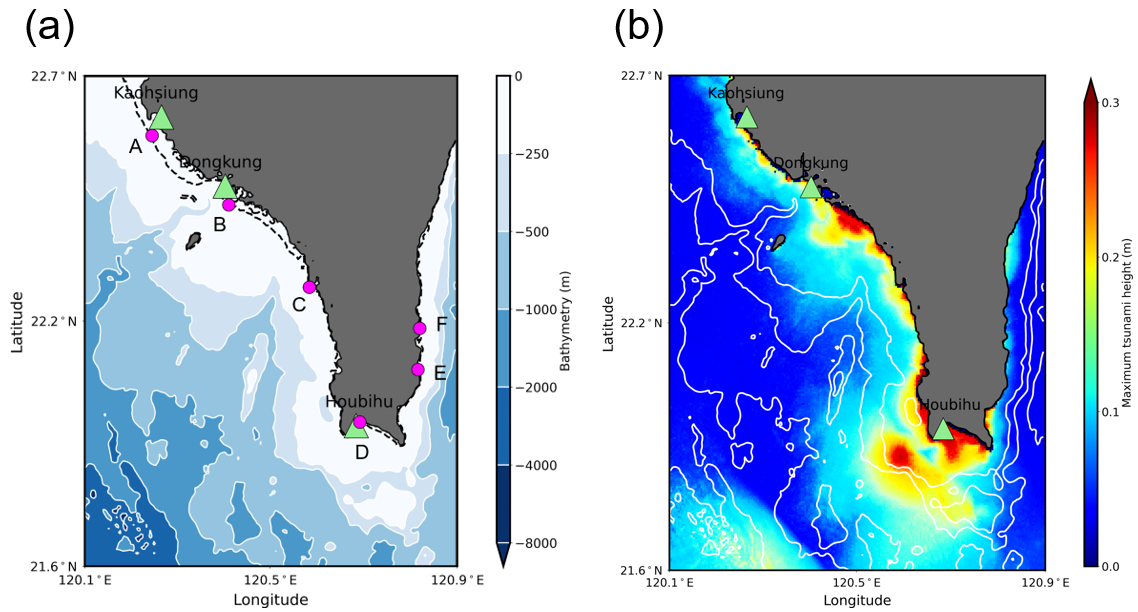 (a)
22.7°N
22.2°N
21.6°N
Latitude
120.1°E
120.5°E
120.9°E
Longitude
Kaohsiung
A
Dongkung
B
C
F
E
Houbihu
D
0
−250
−500
−1000
−2000
−4000
−8000
Bathymetry (m)
(b)
22.7°N
22.2°N
21.6°N
Latitude
120.1°E
120.5°E
120.9°E
Longitude
Kaohsiung
Dongkung
Houbihu
0.3
0.2
0.1
0.0
Maximum tsunami height (m)